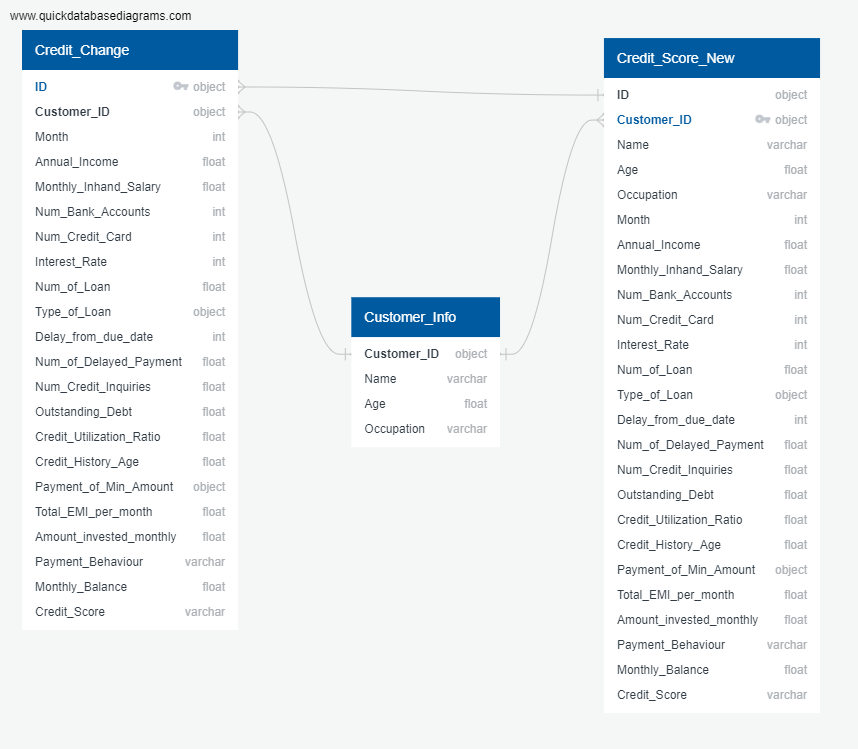 www.quickdatabasediagrams.com
Credit_Change
ID object
Customer_ID object
Month int
Annual_Income float
Monthly_Inhand_Salary float
Num_Bank_Accounts int
Num_Credit_Card int
Interest_Rate int
Num_of_Loan float
Type_of_Loan object
Delay_from_due_date int
Num_of_Delayed_Payment float
Num_Credit_Inquiries float
Outstanding_Debt float
Credit_Utilization_Ratio float
Credit_History_Age float
Payment_of_Min_Amount object
Total_EMI_per_month float
Amount_invested_monthly float
Payment_Behaviour varchar
Monthly_Balance float
Credit_Score varchar
Customer_Info
Customer_ID object
Name varchar
Age float
Occupation varchar
Credit_Score_New
ID object
Customer_ID object
Name varchar
Age float
Occupation varchar
Month int
Annual_Income float
Monthly_Inhand_Salary float
Num_Bank_Accounts int
Num_Credit_Card int
Interest_Rate int
Num_of_Loan float
Type_of_Loan object
Delay_from_due_date int
Num_of_Delayed_Payment float
Num_Credit_Inquiries float
Outstanding_Debt float
Credit_Utilization_Ratio float
Credit_History_Age float
Payment_of_Min_Amount object
Total_EMI_per_month float
Amount_invested_monthly float
Payment_Behaviour varchar
Monthly_Balance float
Credit_Score varchar